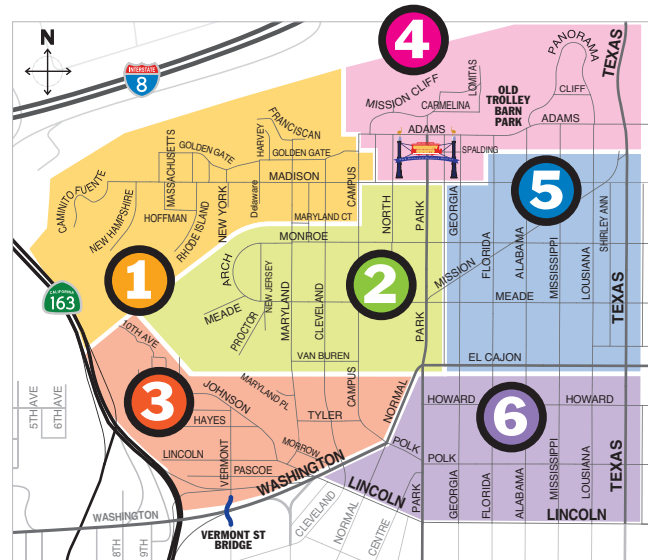 N
INTERSTATE
8
4
PANORAMA
TEXAS
MISSION CLIFF
LOMITAS
CARMELINA
OLD
TROLLEY
BARN
PARK
CLIFF
ADAMS
ADAMS
SPALDING
FRANCISCAN
HARVEY
MASSACHUSETTS
GOLDEN GATE
GOLDEN GATE
MADISON
CAMPUS
CAMINITO FUENTE
NEW HAMPSHIRE
HOFFMAN
RHODE ISLAND
NEW YORK
Delaware
MARYLAND CT
NORTH
PARK
GEORGIA
5
SHIRLEY ANN
MONROE
FLORIDA
ALABAMA
MISSISSIPPI
LOUISIANA
CALIFORNIA
163
1
ARCH
2
MISSION
NEW JERSEY
MARYLAND
CLEVELAND
MEADE
MEADE
PROCTOR
PARK
TEXAS
10TH AVE
VAN BUREN
EL CAJON
5TH AVE
6TH AVE
3
JOHNSON
MARYLAND PL
CAMPUS
NORMAL
HOWARD
6
HOWARD
HAYES
TYLER
LINCOLN
VERMONT
MORROW
POLK
POLK
PASCOE
WASHINGTON
LINCOLN
PARK
GEORGIA
FLORIDA
ALABAMA
MISSISSIPPI
LOUISIANA
TEXAS
WASHINGTON
LINCOLN
CLEVELAND
NORMAL
CENTRE
VERMONT ST
BRIDGE
8TH
9TH